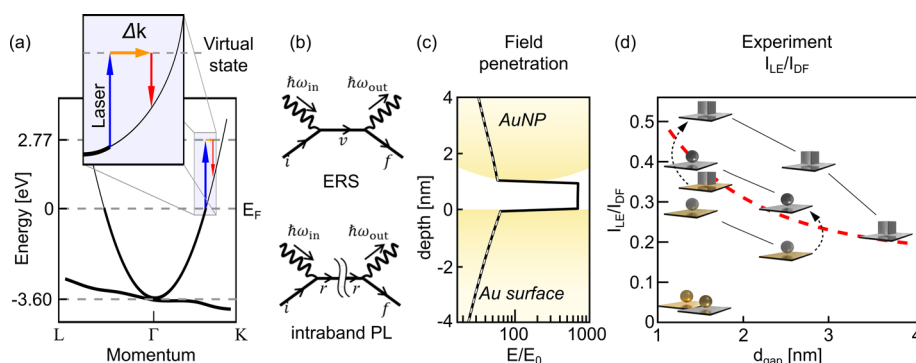 (a)
Δk
Virtual
state
Laser
Energy [eV]
2.77
0
-3.60
E_F
L
Γ
K
Momentum
(b)
ℏω_in
ℏω_out
i
v
f
ERS
ℏω_in
ℏω_out
i
r
r
f
intraband PL
(c)
Field
penetration
depth [nm]
4
2
0
-2
-4
AuNP
Au surface
100
1000
E/E_0
(d)
Experiment
I_LE/I_DF
I_LE/I_DF
0.5
0.4
0.3
0.2
0.1
0
1
2
3
4
d_gap [nm]